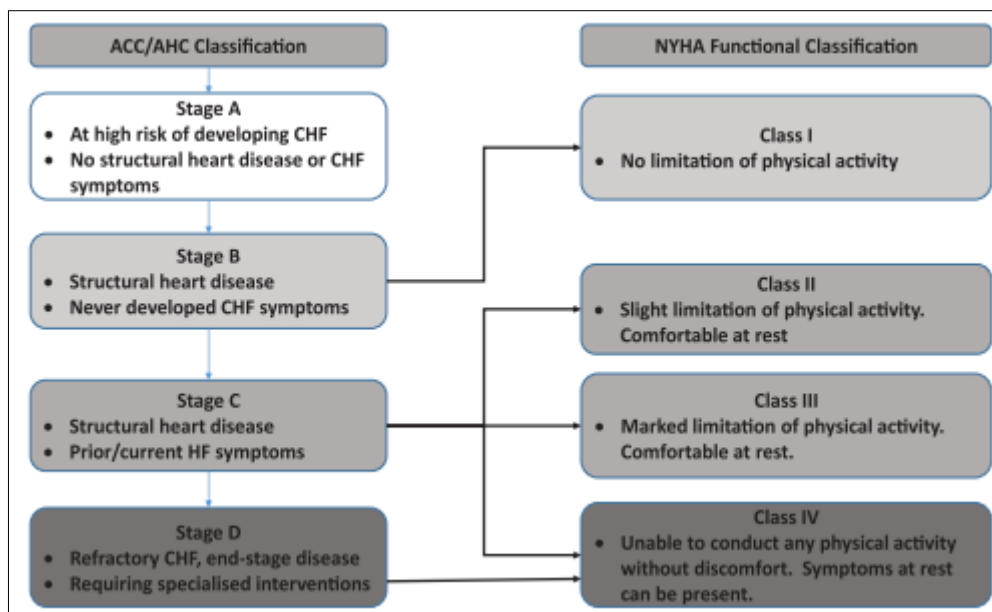 ACC/AHC Classification
Stage A
• At high risk of developing CHF
• No structural heart disease or CHF
symptoms
Stage B
• Structural heart disease
• Never developed CHF symptoms
Stage C
• Structural heart disease
• Prior/current HF symptoms
Stage D
• Refractory CHF, end-stage disease
• Requiring specialised interventions
NYHA Functional Classification
Class I
• No limitation of physical activity
Class II
• Slight limitation of physical activity.
Comfortable at rest
Class III
• Marked limitation of physical activity.
Comfortable at rest.
Class IV
• Unable to conduct any physical activity
without discomfort. Symptoms at rest
can be present.